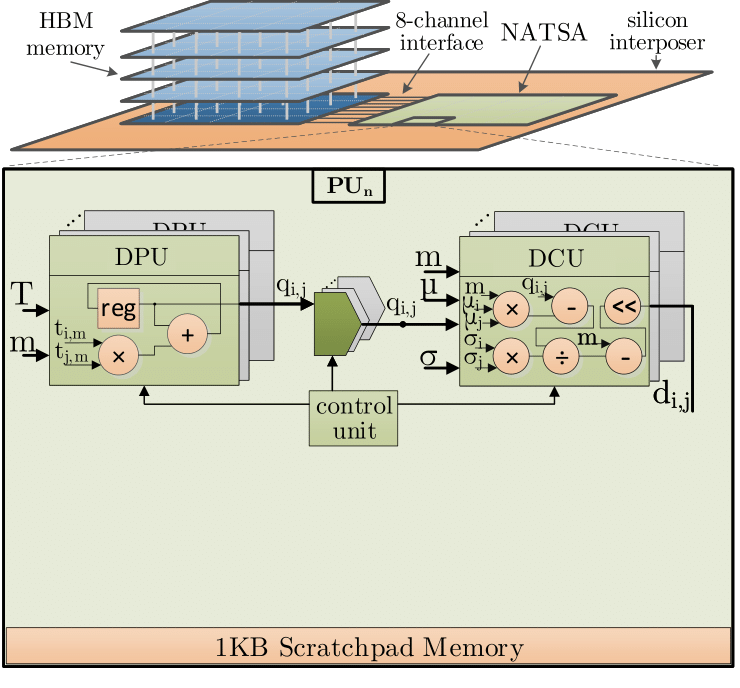 HBM
memory
8-channel
interface
NATSA
silicon
interposer
PUn
DPU
DPU
T
m
reg
+
ti,m
tj,m
×
qi,j
qi,j
control
unit
DCU
DCU
m
μ
σ
m
μi
μj
×
qi,j
-
<<
σi
σj
×
÷
m
-
di,j
1KB Scratchpad Memory